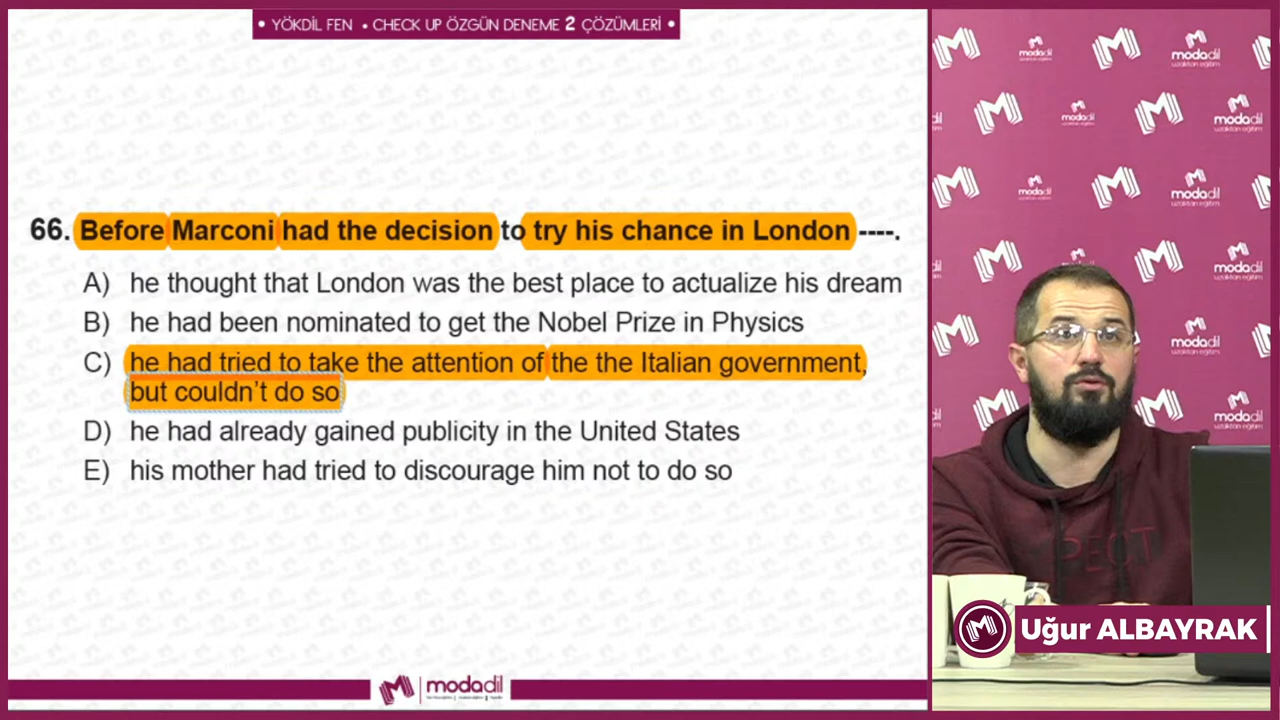 • YÖKDİL FEN • CHECK UP ÖZGÜN DENEME 2 ÇÖZÜMLERİ •
66. Before Marconi had the decision to try his chance in London ----.
A) he thought that London was the best place to actualize his dream
B) he had been nominated to get the Nobel Prize in Physics
C) he had tried to take the attention of the the Italian government,
but couldn't do so
D) he had already gained publicity in the United States
E) his mother had tried to discourage him not to do so
modadil
modadil
uzaktan eğitim
Uğur ALBAYRAK